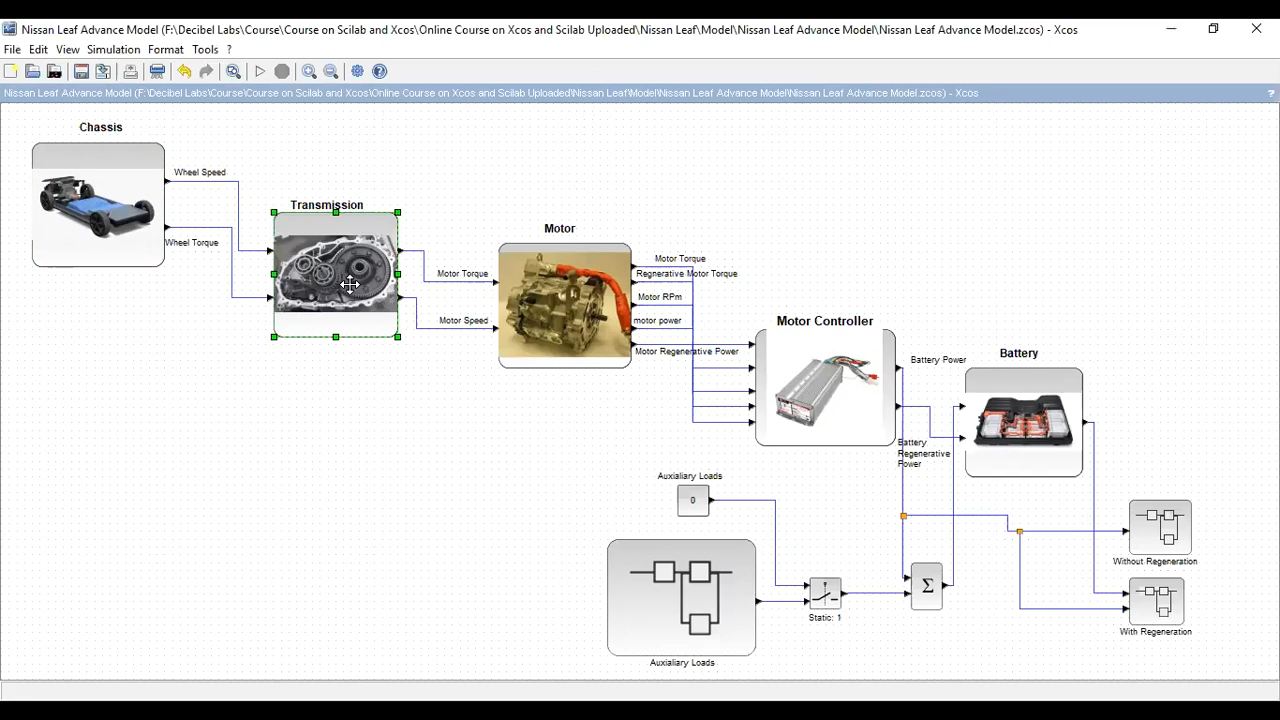 Nissan Leaf Advance Model (F:\Decibel Labs\Course\Course on Scilab and Xcos\Online Course on Xcos and Scilab Uploaded\Nissan Leaf\Model\Nissan Leaf Advance Model\Nissan Leaf Advance Model.zcos) - Xcos
File Edit View Simulation Format Tools ?
Nissan Leaf Advance Model (F:\Decibel Labs\Course\Course on Scilab and Xcos\Online Course on Xcos and Scilab Uploaded\Nissan Leaf\Model\Nissan Leaf Advance Model\Nissan Leaf Advance Model.zcos) - Xcos ?
Chassis
Wheel Speed
Wheel Torque
Transmission
Motor Torque
Motor Speed
Motor
Motor Torque
Regnerative Motor Torque
Motor RPm
motor power
Motor Regenerative Power
Motor Controller
Battery Power
Battery
Regenerative
Power
Battery
Auxialiary Loads
0
Auxialiary Loads
Static: 1
Σ
Without Regeneration
With Regeneration